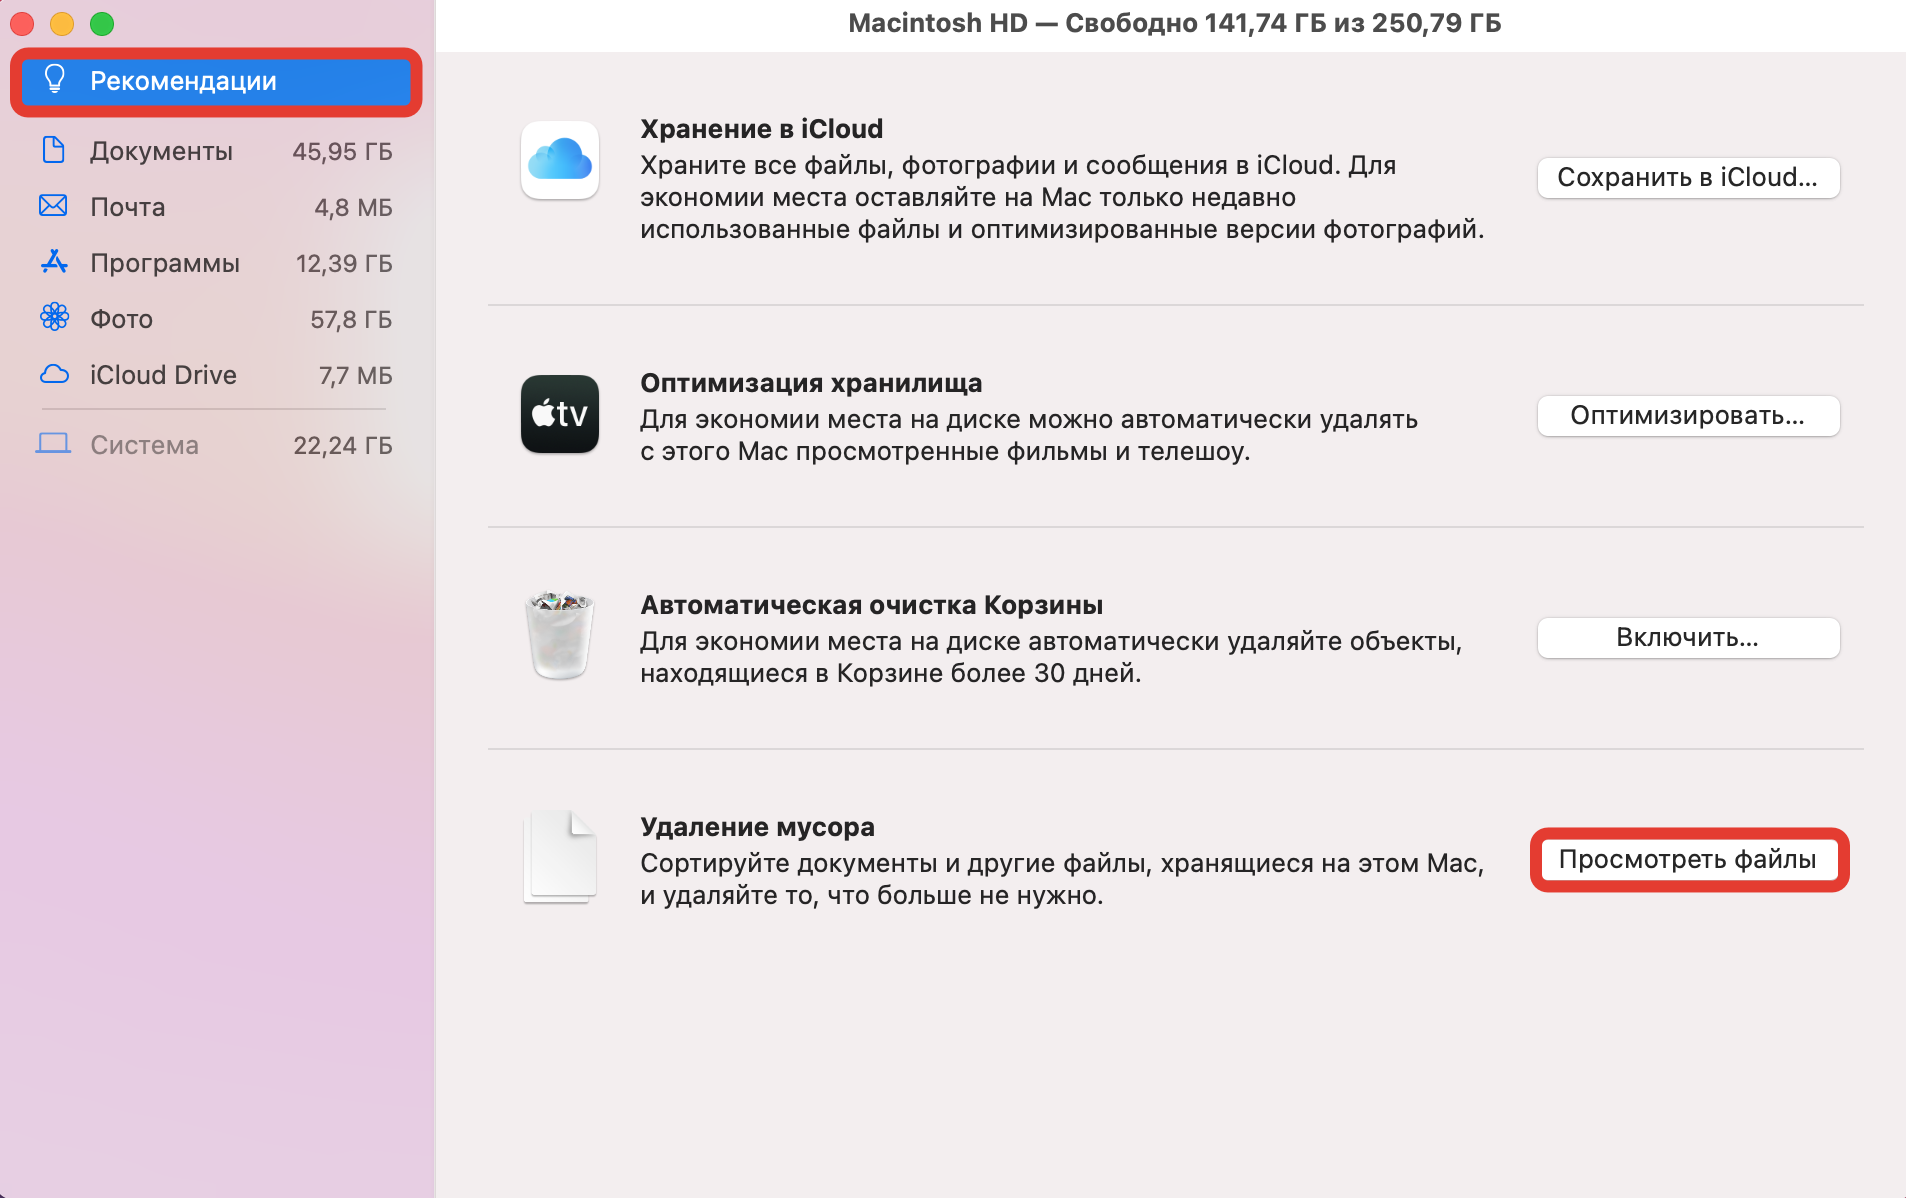 Macintosh HD — Свободно 141,74 ГБ из 250,79 ГБ
Рекомендации
Документы 45,95 ГБ
Почта 4,8 МБ
Программы 12,39 ГБ
Фото 57,8 ГБ
iCloud Drive 7,7 МБ
Система 22,24 ГБ
Хранение в iCloud
Храните все файлы, фотографии и сообщения в iCloud. Для
экономии места оставляйте на Mac только недавно
использованные файлы и оптимизированные версии фотографий.
Сохранить в iCloud...
tv
Оптимизация хранилища
Для экономии места на диске можно автоматически удалять
с этого Mac просмотренные фильмы и телешоу.
Оптимизировать...
Автоматическая очистка Корзины
Для экономии места на диске автоматически удаляйте объекты,
находящиеся в Корзине более 30 дней.
Включить...
Удаление мусора
Сортируйте документы и другие файлы, хранящиеся на этом Mac,
и удаляйте то, что больше не нужно.
Просмотреть файлы